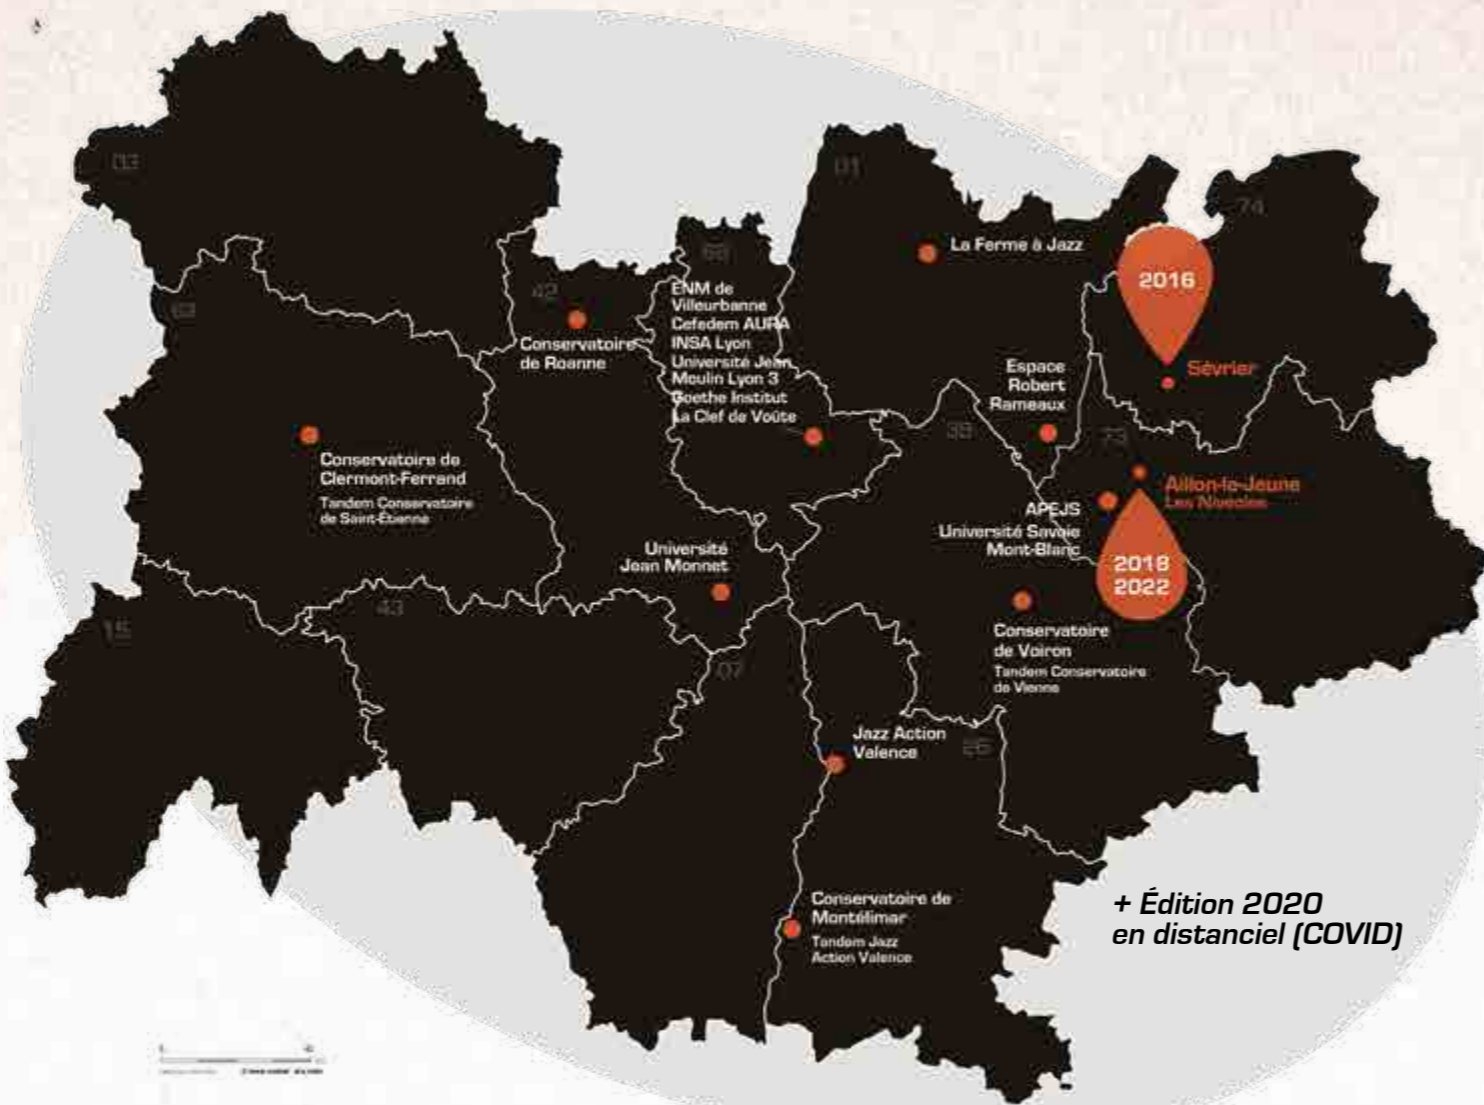 03
01
74
La Ferme à Jazz
2016
63
42
ENM de
Villeurbanne
Cefedem AURA
INSA Lyon
Université Jean
Moulin Lyon 3
Goethe Institut
La Clef de Voûte
Conservatoire
de Roanne
Espace
Robert
Rameaux
Sévrier
38
73
Conservatoire de
Clermont-Ferrand
Tandem Conservatoire
de Saint-Étienne
Aillon-le-Jeune
Les Nivéoles
APEJS
Université Savoie
Mont-Blanc
2018
2022
Université
Jean Monnet
43
15
Conservatoire
de Voiron
Tandem Conservatoire
de Vienne
07
Jazz Action
Valence
26
Conservatoire de
Montélimar
Tandem Jazz
Action Valence
+ Édition 2020
en distanciel (COVID)